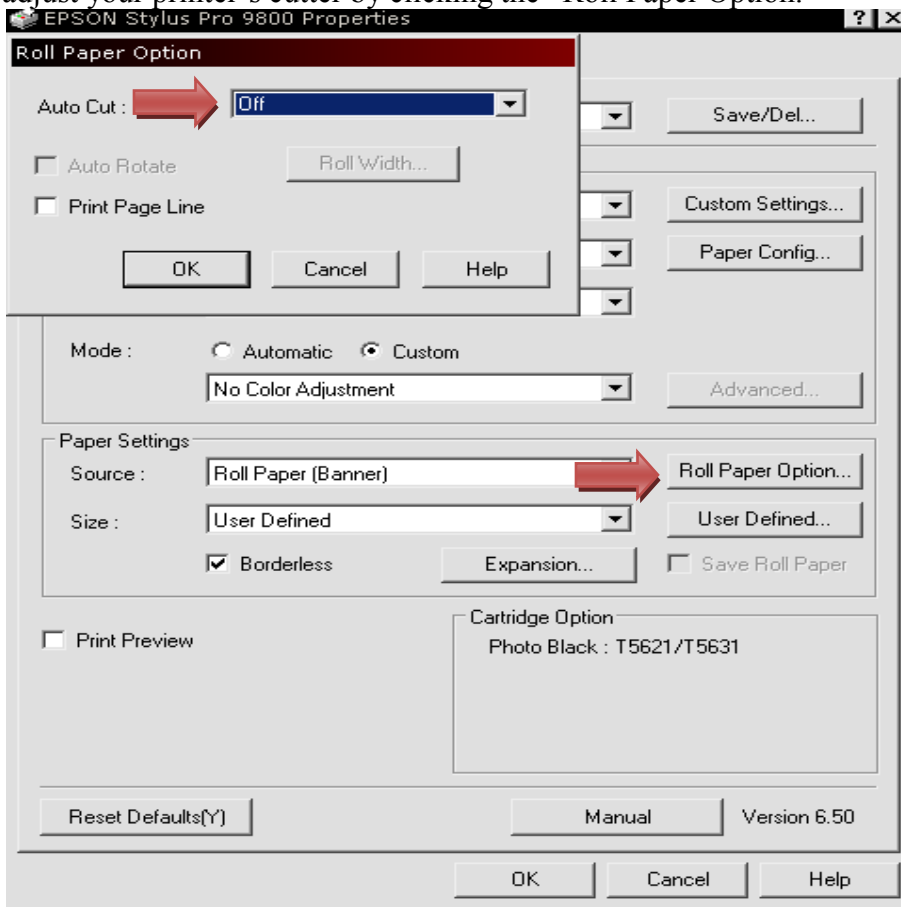 adjust your printer's cutter by clicking the "Roll Paper Option.
EPSON Stylus Pro 9800 Properties
Roll Paper Option
Auto Cut : Off
Save/Del...
Auto Rotate Roll Width...
Print Page Line
Custom Settings...
OK Cancel Help
Paper Config...
Mode : Automatic Custom
No Color Adjustment Advanced...
Paper Settings
Source : Roll Paper (Banner) Roll Paper Option...
Size : User Defined User Defined...
Borderless Expansion... Save Roll Paper
Cartridge Option
Print Preview Photo Black : T5621/T5631
Reset Defaults(Y) Manual Version 6.50
OK Cancel Help